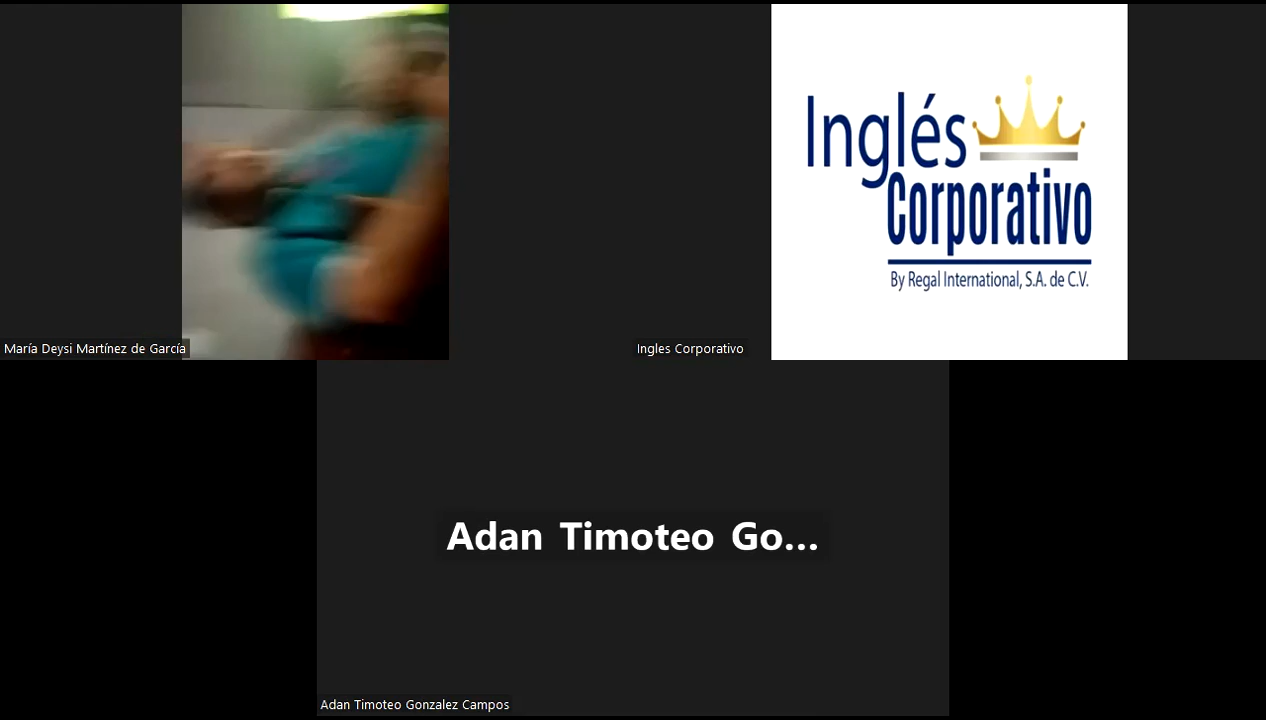 Inglés
Corporativo
By Regal International, S.A. de C.V.
María Deysi Martínez de García
Ingles Corporativo
Adan Timoteo Go...
Adan Timoteo Gonzalez Campos